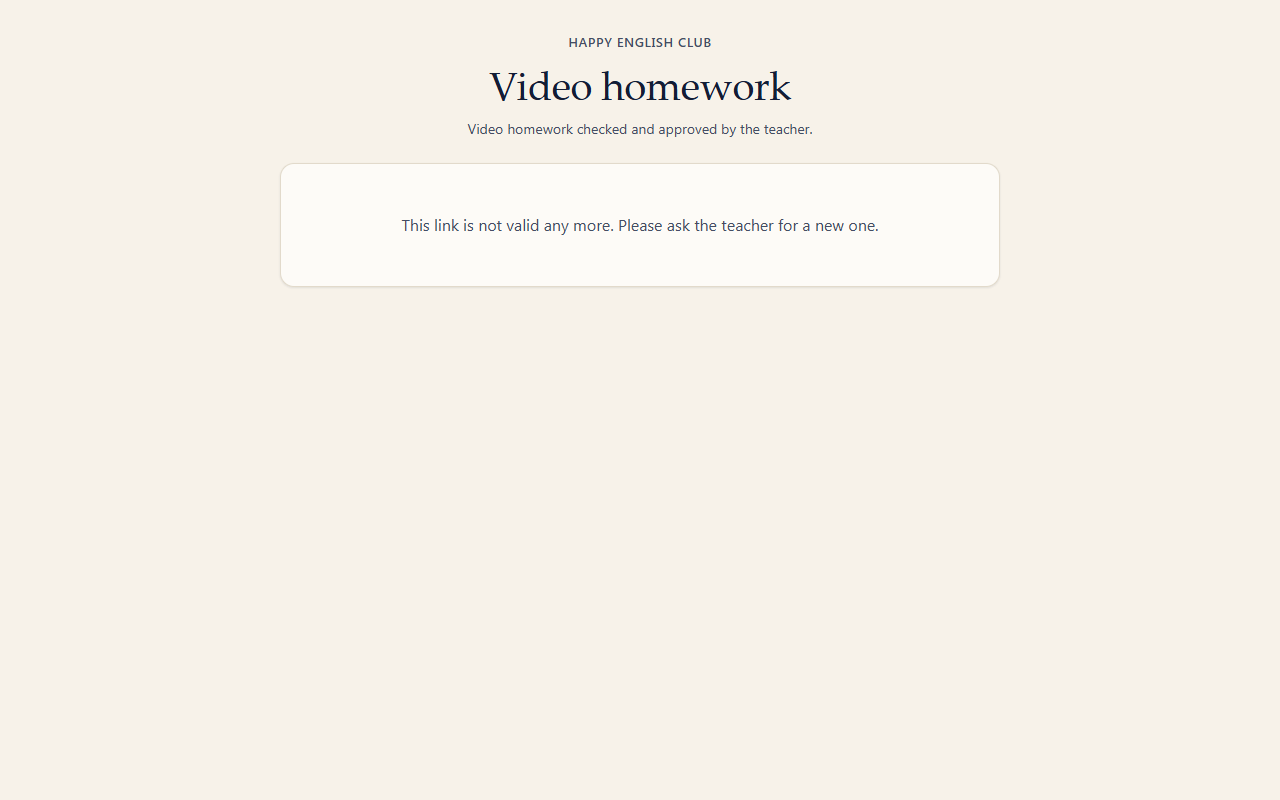 HAPPY ENGLISH CLUB
Video homework
Video homework checked and approved by the teacher.
This link is not valid any more. Please ask the teacher for a new one.